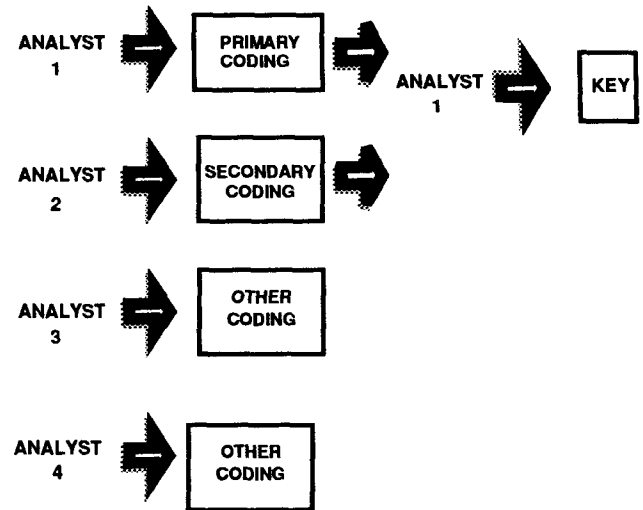 ANALYST
1
PRIMARY
CODING
ANALYST
1
KEY
ANALYST
2
SECONDARY
CODING
ANALYST
3
OTHER
CODING
ANALYST
4
OTHER
CODING